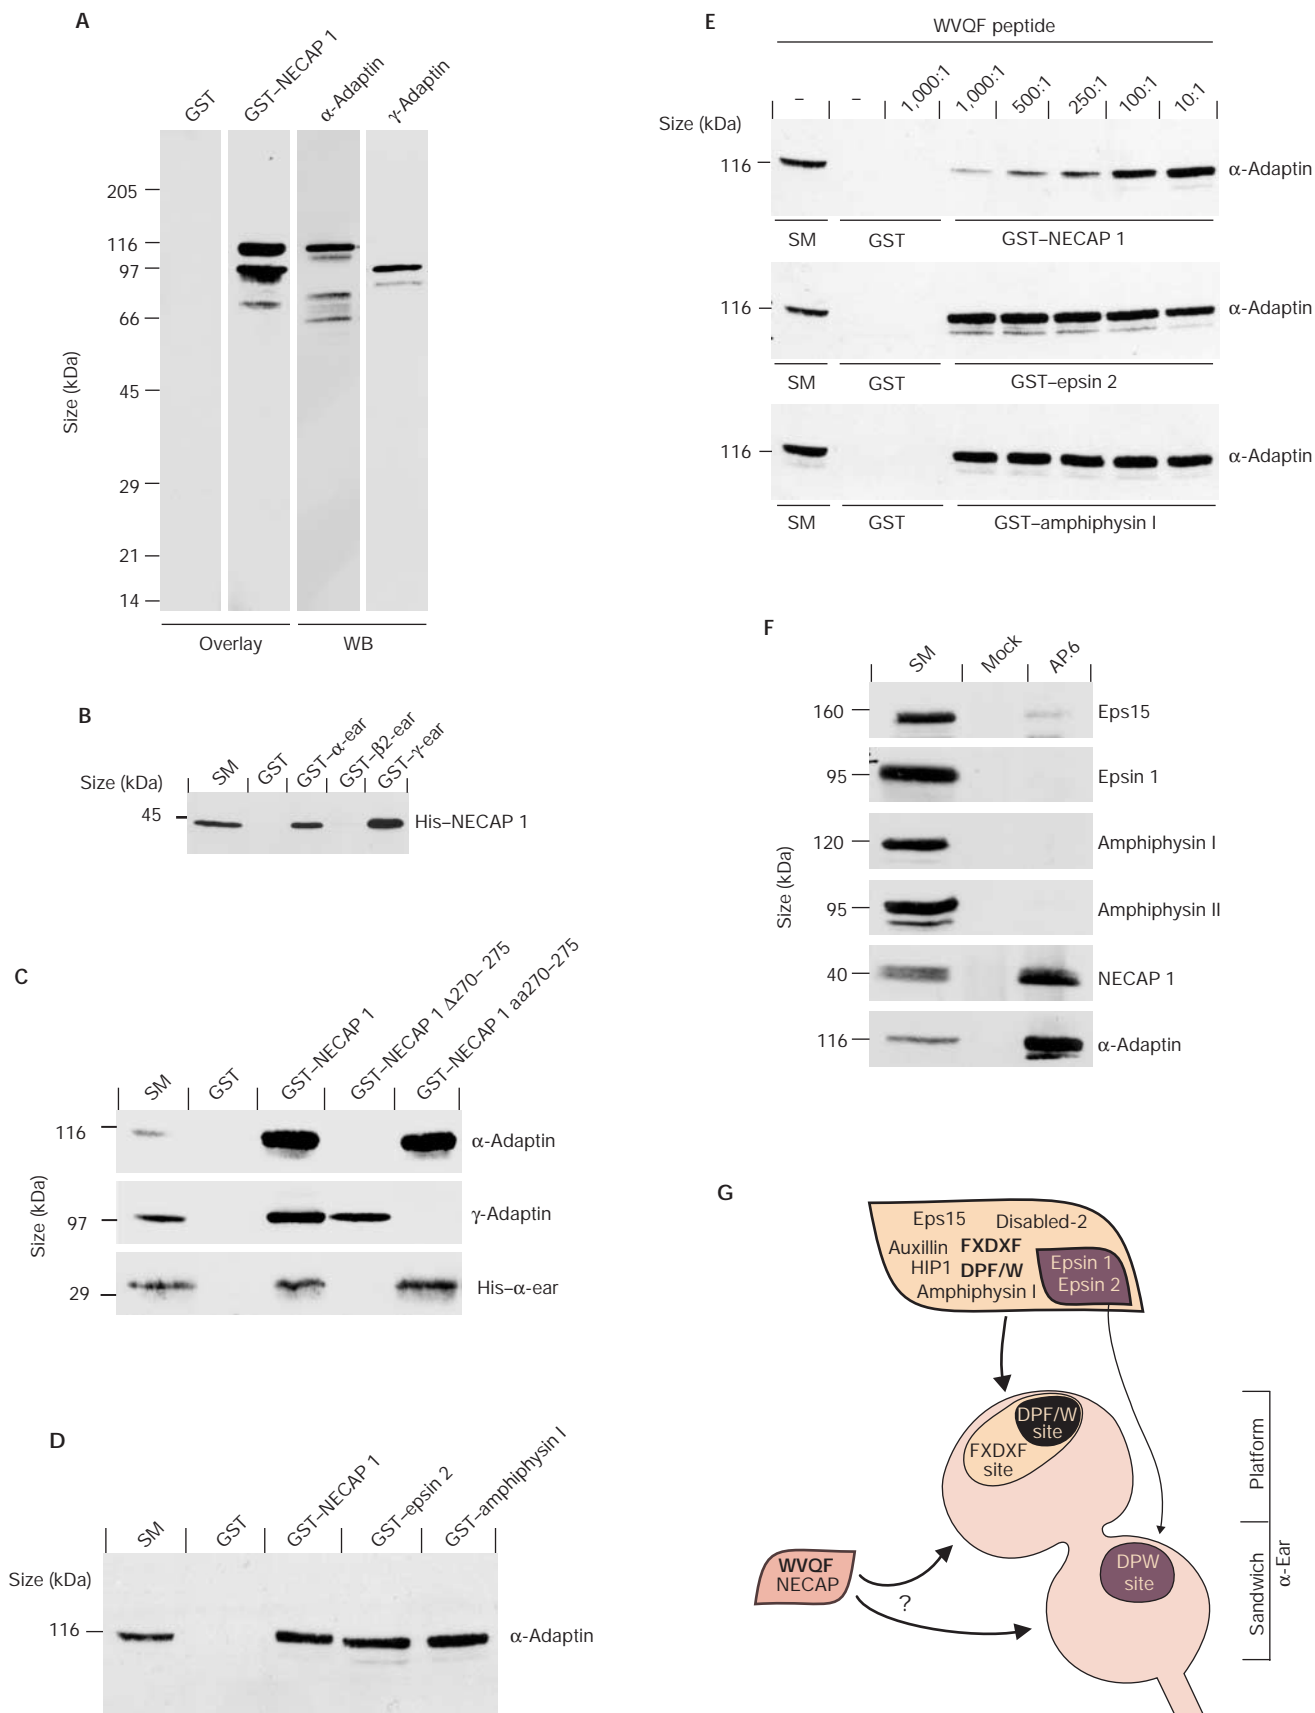 A
GST
GST–NECAP 1
α-Adaptin
γ-Adaptin
205
116
97
66
45
29
21
14
Size (kDa)
Overlay
WB
B
Size (kDa)
SM
GST
GST–α-ear
GST–β2-ear
GST–γ-ear
45
His–NECAP 1
C
SM
GST
GST–NECAP 1
GST–NECAP 1 Δ270– 275
GST–NECAP 1 aa270–275
116
α-Adaptin
97
γ-Adaptin
29
His–α-ear
Size (kDa)
D
SM
GST
GST–NECAP 1
GST–epsin 2
GST–amphiphysin I
Size (kDa)
116
α-Adaptin
E
WVQF peptide
–
–
1,000:1
1,000:1
500:1
250:1
100:1
10:1
Size (kDa)
116
α-Adaptin
SM
GST
GST–NECAP 1
116
α-Adaptin
SM
GST
GST–epsin 2
116
α-Adaptin
SM
GST
GST–amphiphysin I
F
SM
Mock
AP.6
160
Eps15
95
Epsin 1
120
Amphiphysin I
95
Amphiphysin II
40
NECAP 1
116
α-Adaptin
Size (kDa)
G
Eps15
Disabled-2
Auxillin FXDXF
HIP1 DPF/W
Amphiphysin I
Epsin 1
Epsin 2
DPF/W
site
FXDXF
site
WVQF
NECAP
?
DPW
site
Platform
Sandwich
α-Ear